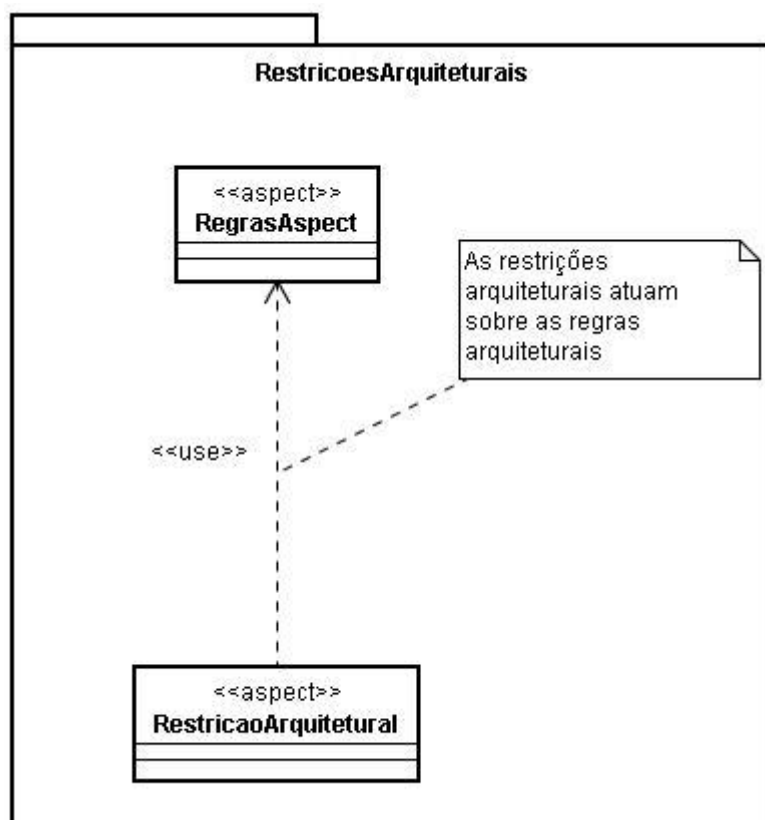 RestricoesArquiteturais
<<aspect>>
RegrasAspect
As restrições
arquiteturais atuam
sobre as regras
arquiteturais
<<use>>
<<aspect>>
RestricaoArquitetural